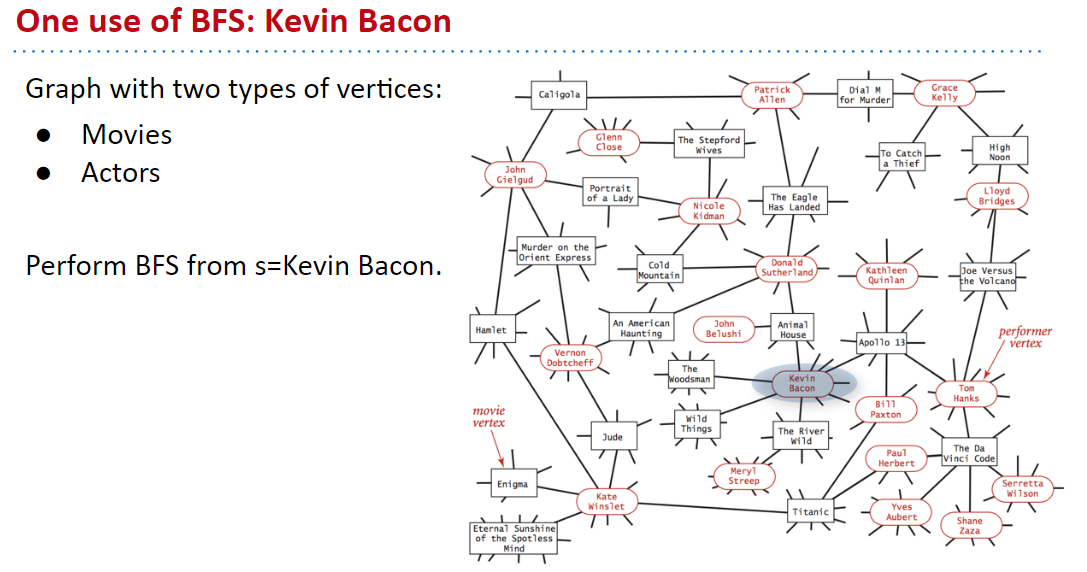 One use of BFS: Kevin Bacon
Graph with two types of vertices:
● Movies
● Actors
Perform BFS from s=Kevin Bacon.
Caligola
Patrick
Allen
Dial M
for Murder
Grace
Kelly
Glenn
Close
The Stepford
Wives
To Catch
a Thief
High
Noon
John
Gielgud
Portrait
of a Lady
Nicole
Kidman
The Eagle
Has Landed
Lloyd
Bridges
Murder on the
Orient Express
Cold
Mountain
Donald
Sutherland
Kathleen
Quinlan
Joe Versus
the Volcano
Hamlet
An American
Haunting
John
Belushi
Animal
House
Apollo 13
performer
vertex
Vernon
Dobtcheff
The
Woodsman
Kevin
Bacon
Tom
Hanks
Bill
Paxton
movie
vertex
Wild
Things
The River
Wild
Jude
Paul
Herbert
The Da
Vinci Code
Meryl
Streep
Enigma
Kate
Winslet
Titanic
Yves
Aubert
Serretta
Wilson
Shane
Zaza
Eternal Sunshine
of the Spotless
Mind